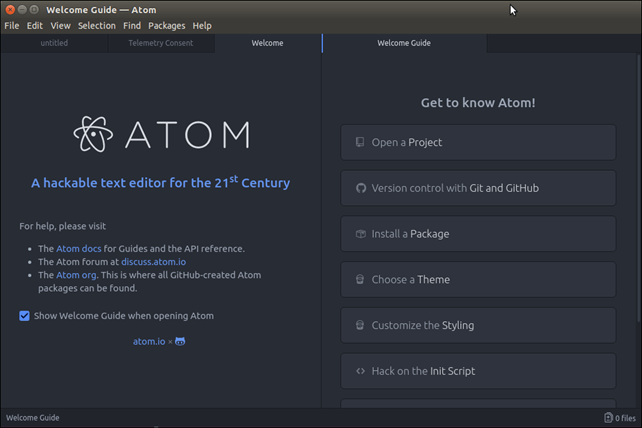 Welcome Guide — Atom
File Edit View Selection Find Packages Help
untitled
Telemetry Consent
Welcome
Welcome Guide
ATOM
A hackable text editor for the 21st Century
For help, please visit
• The Atom docs for Guides and the API reference.
• The Atom forum at discuss.atom.io
• The Atom org. This is where all GitHub-created Atom
packages can be found.
Show Welcome Guide when opening Atom
atom.io ×
Get to know Atom!
Open a Project
Version control with Git and GitHub
Install a Package
Choose a Theme
Customize the Styling
Hack on the Init Script
Welcome Guide
0 files